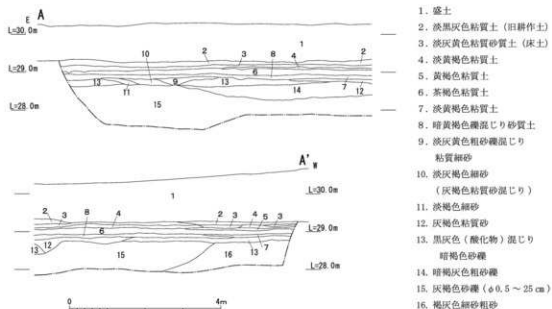 E A
L=30.0m
1
2 3 8 4 2
10
L=29.0m
6
13 11 9 13 14 7 12
15
L=28.0m
A' W
1
L=30.0m
2 3 8 4 2 3 4 5 3
6
L=29.0m
13 12 15 16 13 7
L=28.0m
0 4m
1. 盛土
2. 淡黒灰色粘質土(旧耕作土)
3. 淡灰黄色粘質砂質土(床土)
4. 淡黄褐色粘質土
5. 黄褐色粘質土
6. 茶褐色粘質土
7. 淡黄褐色粘質土
8. 暗黄褐色礫混じり砂質土
9. 淡灰黄色粗砂礫混じり
粘質細砂
10. 淡灰褐色細砂
(灰褐色粘質砂混じり)
11. 淡褐色細砂
12. 灰褐色粘質砂
13. 黒灰色(酸化物)混じり
暗褐色砂礫
14. 暗褐灰色粗砂礫
15. 灰褐色砂礫(φ0.5~25㎝)
16. 褐灰色細砂粗砂